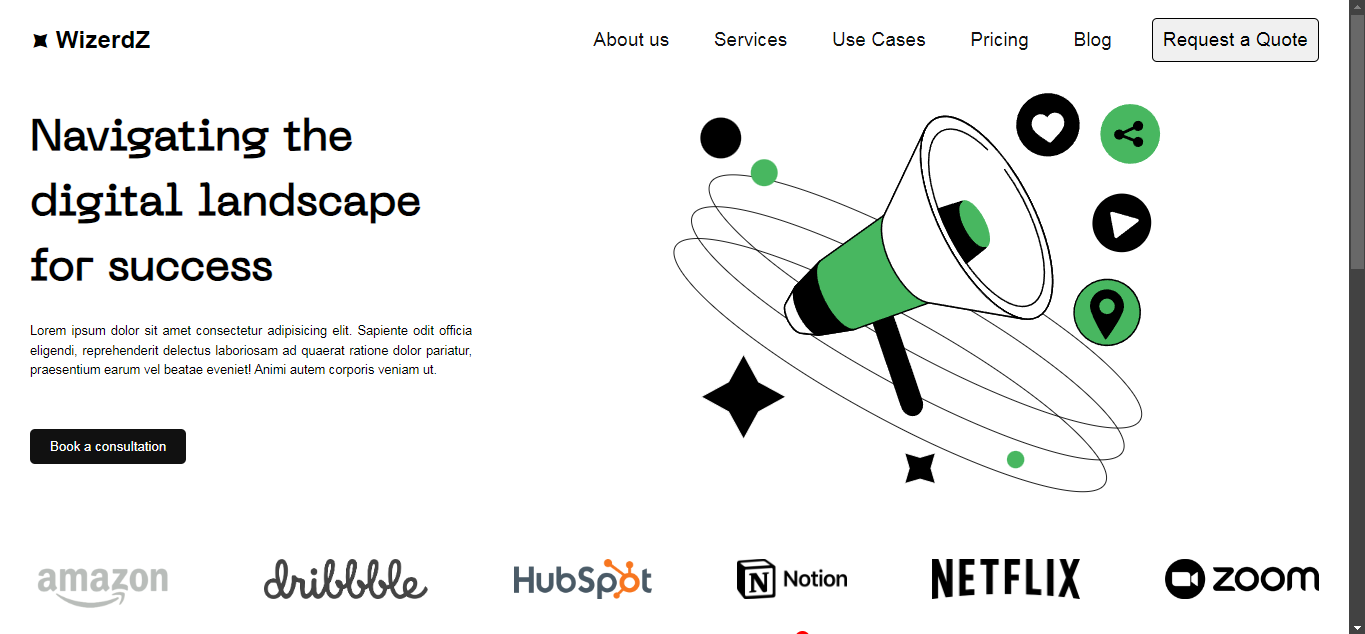 WizerdZ
About us
Services
Use Cases
Pricing
Blog
Request a Quote
Navigating the
digital landscape
for success
Lorem ipsum dolor sit amet consectetur adipisicing elit. Sapiente odit officia
eligendi, reprehenderit delectus laboriosam ad quaerat ratione dolor pariatur,
praesentium earum vel beatae eveniet! Animi autem corporis veniam ut.
Book a consultation
amazon
dribbble
HubSpot
N Notion
NETFLIX
zoom